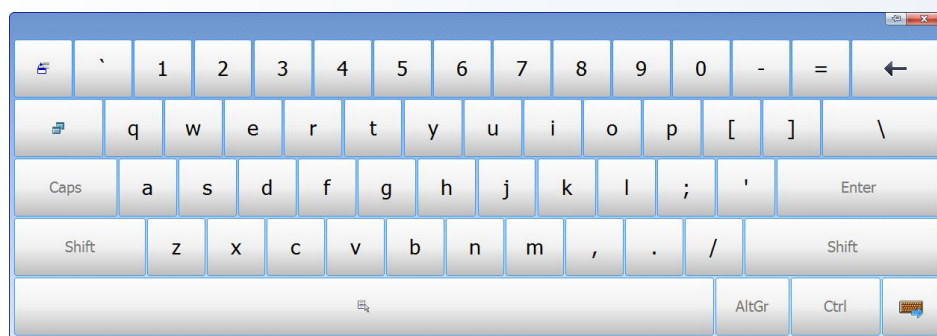 ` 1 2 3 4 5 6 7 8 9 0 - =
q w e r t y u i o p [ ] \
Caps a s d f g h j k l ; ' Enter
Shift z x c v b n m , . / Shift
AltGr Ctrl